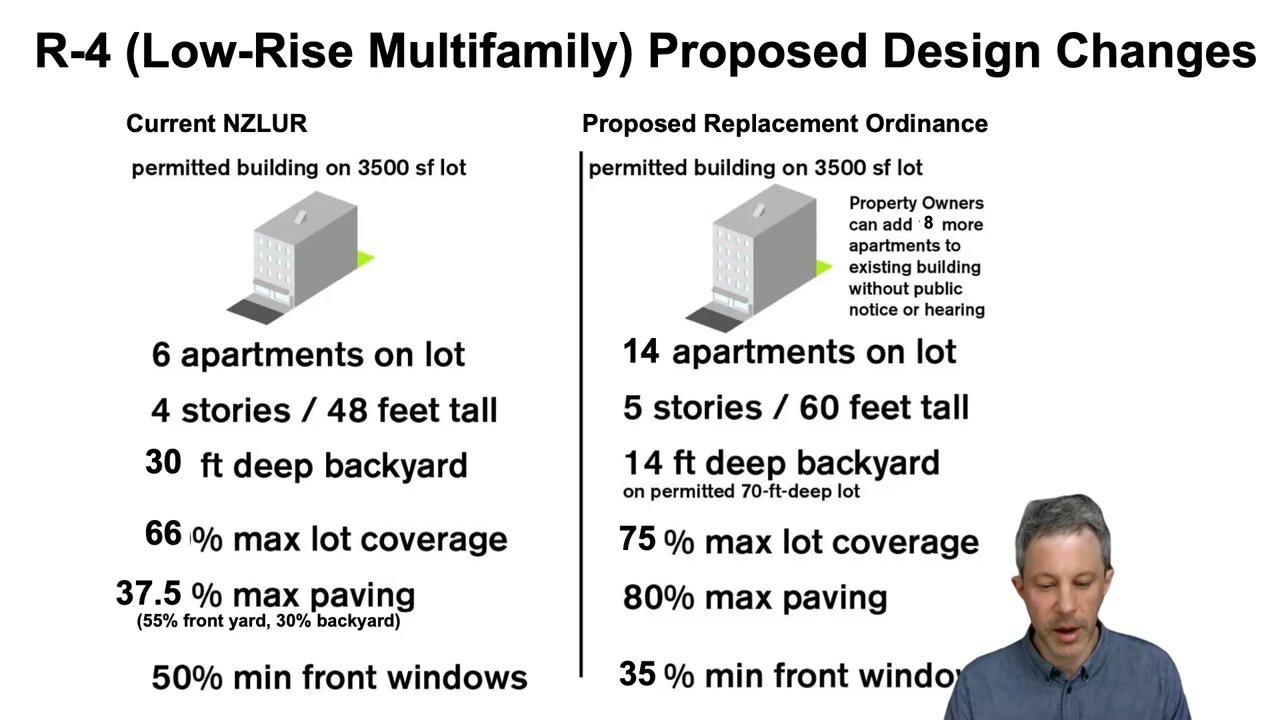 R-4 (Low-Rise Multifamily) Proposed Design Changes
Current NZLUR
permitted building on 3500 sf lot
6 apartments on lot
4 stories / 48 feet tall
30 ft deep backyard
66 % max lot coverage
37.5 % max paving
(55% front yard, 30% backyard)
50% min front windows
Proposed Replacement Ordinance
permitted building on 3500 sf lot
Property Owners
can add 8 more
apartments to
existing building
without public
notice or hearing
14 apartments on lot
5 stories / 60 feet tall
14 ft deep backyard
on permitted 70-ft-deep lot
75 % max lot coverage
80% max paving
35 % min front